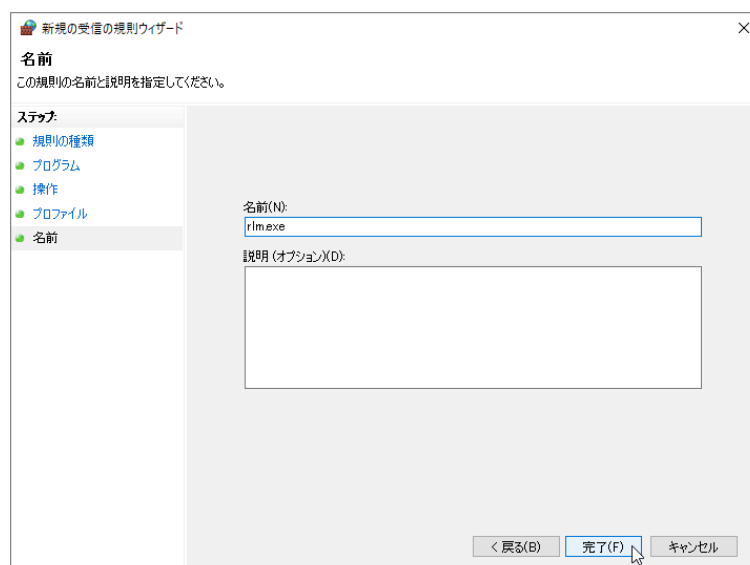 新規の受信の規則ウィザード
名前
この規則の名前と説明を指定してください。
ステップ:
規則の種類
プログラム
操作
プロファイル
名前
名前(N):
rlm.exe
説明 (オプション)(D):
< 戻る(B)
完了(F)
キャンセル